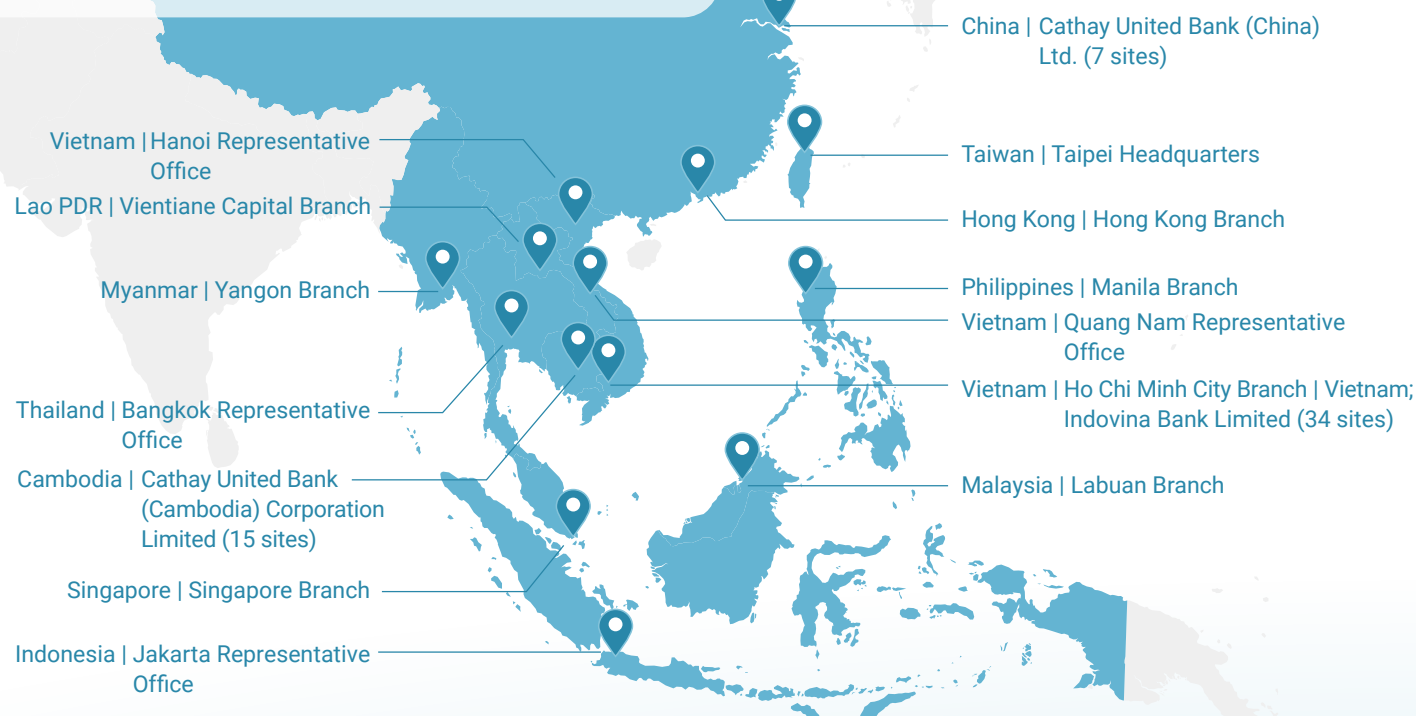 China | Cathay United Bank (China)
Ltd. (7 sites)
Vietnam | Hanoi Representative
Office
Lao PDR | Vientiane Capital Branch
Myanmar | Yangon Branch
Thailand | Bangkok Representative
Office
Cambodia | Cathay United Bank
(Cambodia) Corporation
Limited (15 sites)
Singapore | Singapore Branch
Indonesia | Jakarta Representative
Office
Taiwan | Taipei Headquarters
Hong Kong | Hong Kong Branch
Philippines | Manila Branch
Vietnam | Quang Nam Representative
Office
Vietnam | Ho Chi Minh City Branch | Vietnam;
Indovina Bank Limited (34 sites)
Malaysia | Labuan Branch